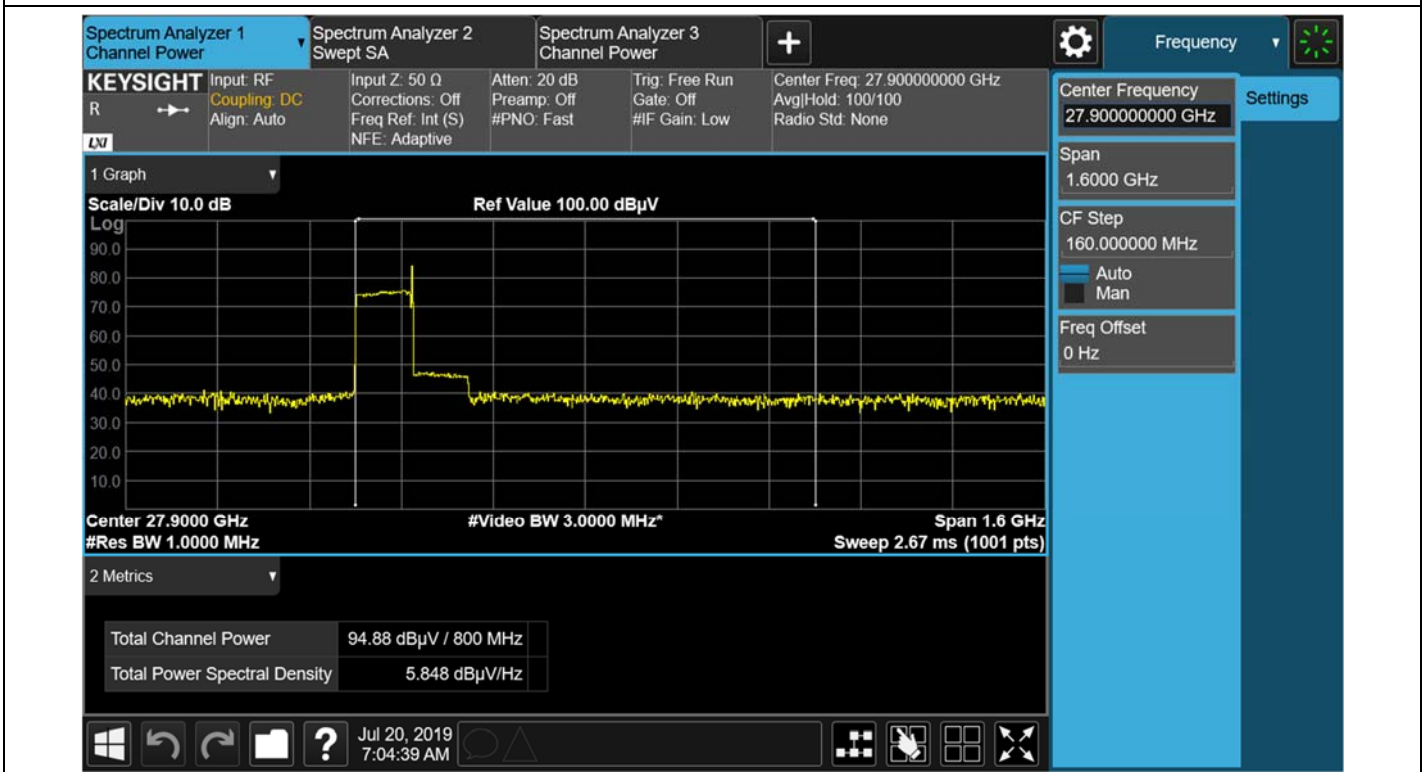 Spectrum Analyzer 1
Channel Power
Spectrum Analyzer 2
Swept SA
Spectrum Analyzer 3
Channel Power
Frequency
KEYSIGHT
R
LXI
Input: RF
Coupling: DC
Align: Auto
Input Z: 50 Ω
Corrections: Off
Freq Ref: Int (S)
NFE: Adaptive
Atten: 20 dB
Preamp: Off
#PNO: Fast
Trig: Free Run
Gate: Off
#IF Gain: Low
Center Freq: 27.900000000 GHz
Avg|Hold: 100/100
Radio Std: None
Center Frequency
27.900000000 GHz
Settings
Span
1.6000 GHz
CF Step
160.000000 MHz
Auto
Man
Freq Offset
0 Hz
1 Graph
Scale/Div 10.0 dB
Ref Value 100.00 dBµV
Log
90.0
80.0
70.0
60.0
50.0
40.0
30.0
20.0
10.0
Center 27.9000 GHz
#Video BW 3.0000 MHz*
Span 1.6 GHz
#Res BW 1.0000 MHz
Sweep 2.67 ms (1001 pts)
2 Metrics
Total Channel Power 94.88 dBµV / 800 MHz
Total Power Spectral Density 5.848 dBµV/Hz
?
Jul 20, 2019
7:04:39 AM